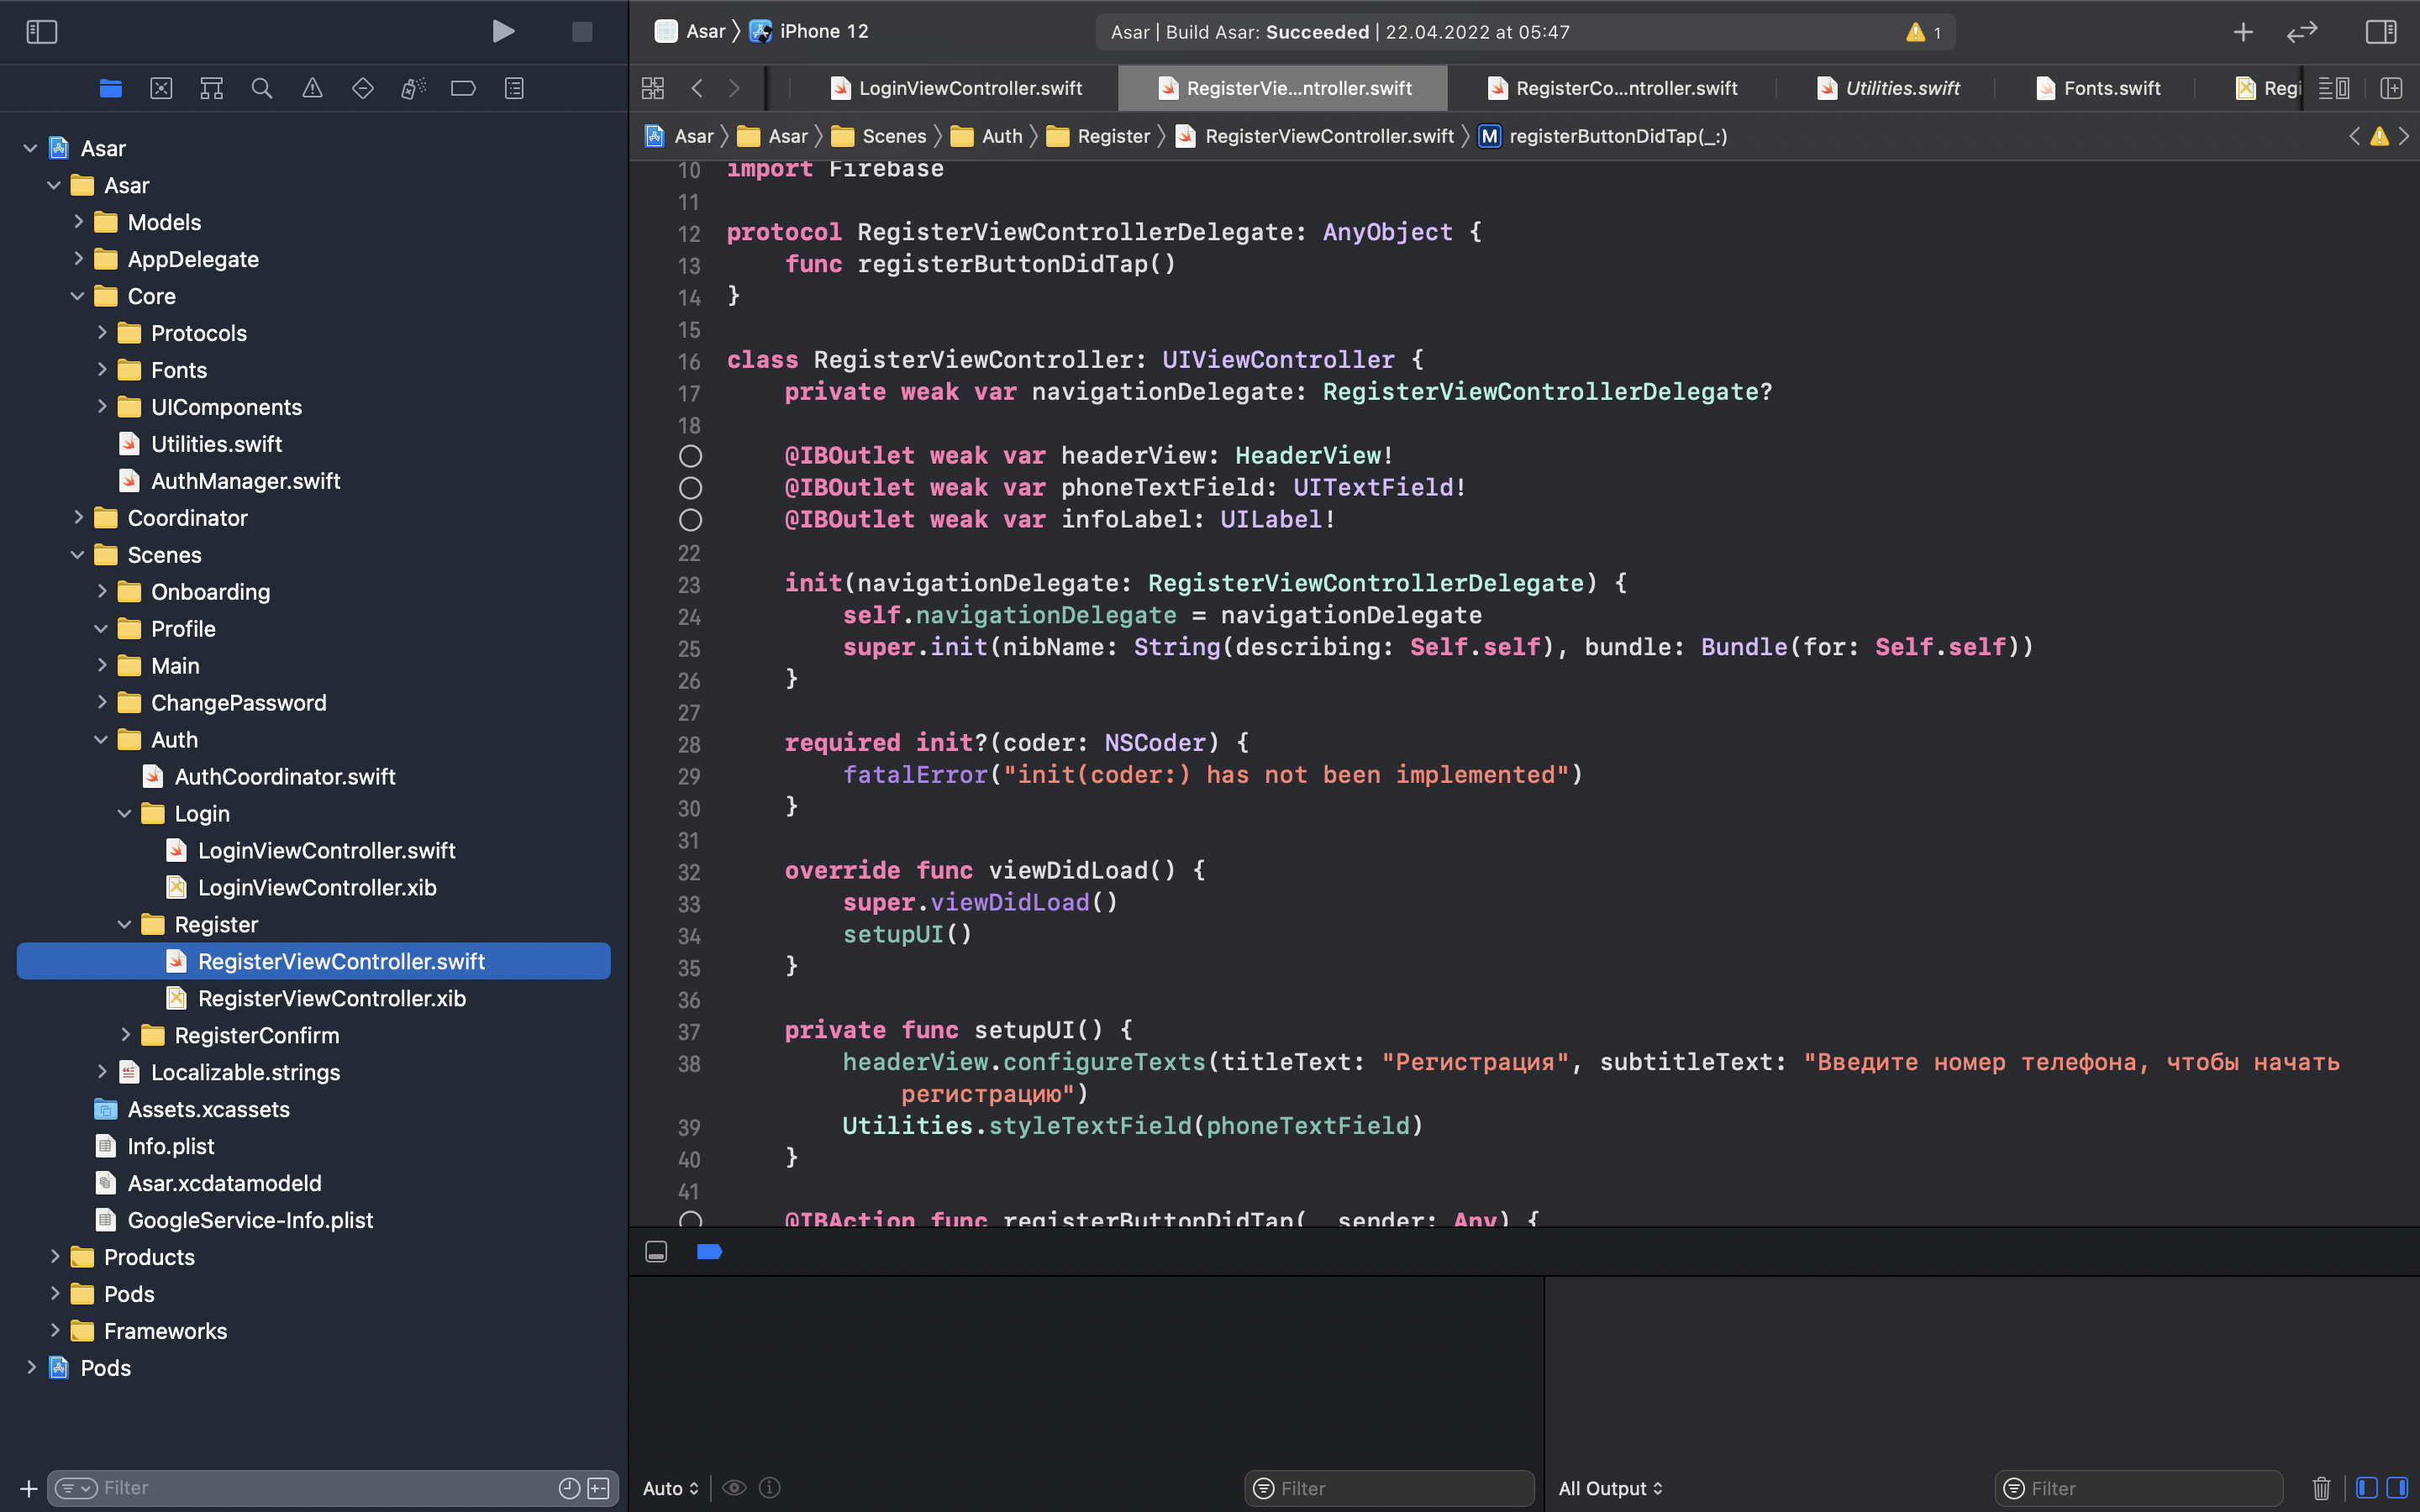 Asar
iPhone 12
Asar | Build Asar: Succeeded | 22.04.2022 at 05:47
1
LoginViewController.swift
RegisterVie...ntroller.swift
RegisterCo...ntroller.swift
Utilities.swift
Fonts.swift
Regi
Asar
Asar
Scenes
Auth
Register
RegisterViewController.swift
M registerButtonDidTap(_:)
Asar
Asar
Models
AppDelegate
Core
Protocols
Fonts
UIComponents
Utilities.swift
AuthManager.swift
Coordinator
Scenes
Onboarding
Profile
Main
ChangePassword
Auth
AuthCoordinator.swift
Login
LoginViewController.swift
LoginViewController.xib
Register
RegisterViewController.swift
RegisterViewController.xib
RegisterConfirm
Localizable.strings
Assets.xcassets
Info.plist
Asar.xcdatamodeld
GoogleService-Info.plist
Products
Pods
Frameworks
Pods
Filter
10 import Firebase
11
12 protocol RegisterViewControllerDelegate: AnyObject {
13 func registerButtonDidTap()
14 }
15
16 class RegisterViewController: UIViewController {
17 private weak var navigationDelegate: RegisterViewControllerDelegate?
18
@IBOutlet weak var headerView: HeaderView!
@IBOutlet weak var phoneTextField: UITextField!
@IBOutlet weak var infoLabel: UILabel!
22
23 init(navigationDelegate: RegisterViewControllerDelegate) {
24 self.navigationDelegate = navigationDelegate
25 super.init(nibName: String(describing: Self.self), bundle: Bundle(for: Self.self))
26 }
27
28 required init?(coder: NSCoder) {
29 fatalError("init(coder:) has not been implemented")
30 }
31
32 override func viewDidLoad() {
33 super.viewDidLoad()
34 setupUI()
35 }
36
37 private func setupUI() {
38 headerView.configureTexts(titleText: "Регистрация", subtitleText: "Введите номер телефона, чтобы начать
регистрацию")
39 Utilities.styleTextField(phoneTextField)
40 }
41
@IBAction func registerButtonDidTap(_ sender: Any) {
Auto
Filter
All Output
Filter